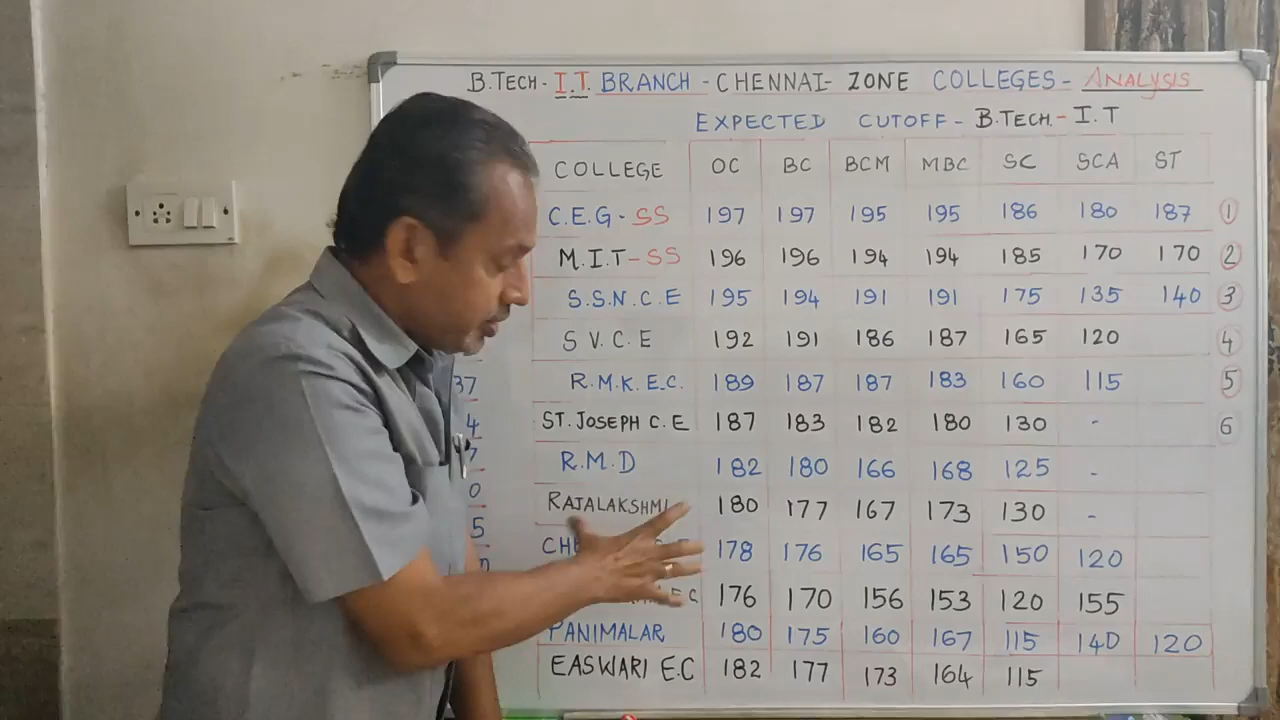 B.TECH - I.T. BRANCH - CHENNAI - ZONE COLLEGES - ANALYSIS
EXPECTED CUTOFF - B.TECH. - I.T
COLLEGE OC BC BCM MBC SC SCA ST
C.E.G - SS 197 197 195 195 186 180 187 1
M.I.T - SS 196 196 194 194 185 170 170 2
S.S.N.C.E 195 194 191 191 175 135 140 3
S V.C.E 192 191 186 187 165 120 4
37 R.M.K.E.C. 189 187 187 183 160 115 5
4 ST. JOSEPH C.E 187 183 182 180 130 - 6
7 R.M.D 182 180 166 168 125 -
0 RAJALAKSHMI 180 177 167 173 130 -
5 178 176 165 165 150 120
E C 176 170 156 153 120 155
PANIMALAR 180 175 160 167 115 140 120
EASWARI E.C 182 177 173 164 115